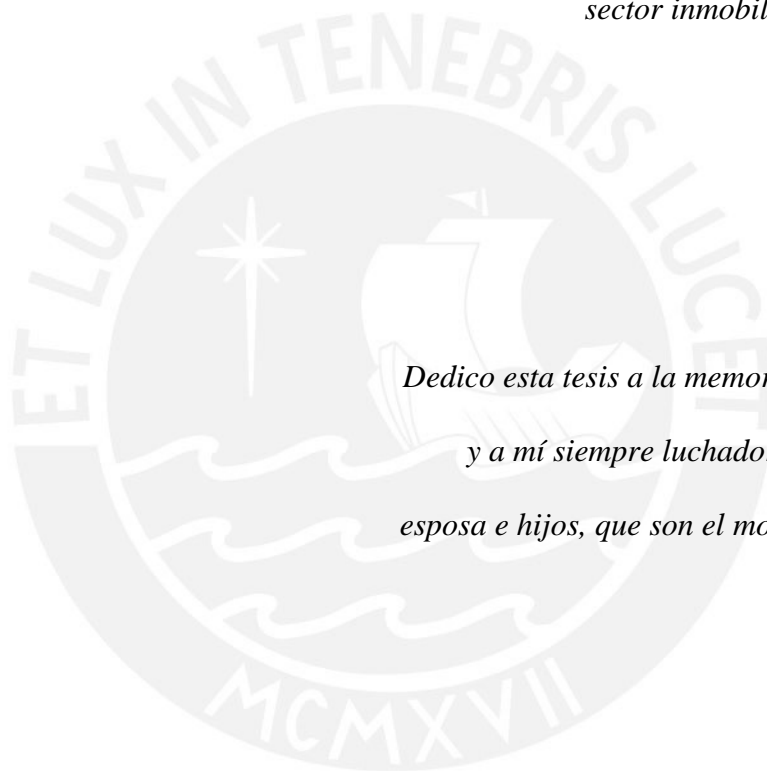 sector inmobil
ET LUX IN TENEBRIS LUCET
Dedico esta tesis a la memor
y a mí siempre luchado
esposa e hijos, que son el mo
MCMXVII